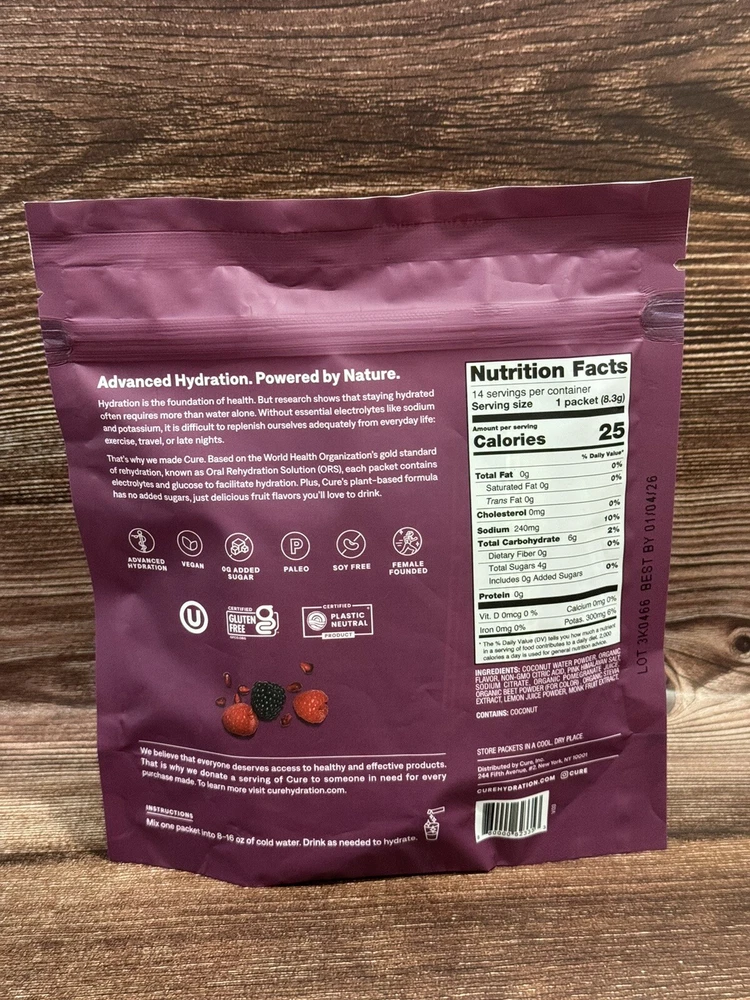 Advanced Hydration. Powered by Nature.
Hydration is the foundation of health. But research shows that staying hydrated
often requires more than water alone. Without essential electrolytes like sodium
and potassium, it is difficult to replenish ourselves adequately from everyday life:
exercise, travel, or late nights.
That's why we made Cure. Based on the World Health Organization's gold standard
of rehydration, known as Oral Rehydration Solution (ORS), each packet contains
electrolytes and glucose to facilitate hydration. Plus, Cure's plant-based formula
has no added sugars, just delicious fruit flavors you'll love to drink.
ADVANCED
HYDRATION
VEGAN
0G ADDED
SUGAR
P
PALEO
SOY FREE
FEMALE
FOUNDED
U
CERTIFIED
GLUTEN
FREE
CERTIFIED
PLASTIC
NEUTRAL
PRODUCT
We believe that everyone deserves access to healthy and effective products.
That is why we donate a serving of Cure to someone in need for every
purchase made. To learn more visit curehydration.com.
INSTRUCTIONS
Mix one packet into 8-16 oz of cold water. Drink as needed to hydrate.
Nutrition Facts
14 servings per container
Serving size 1 packet (8.3g)
Amount per serving
Calories 25
% Daily Value*
Total Fat 0g 0%
Saturated Fat 0g 0%
Trans Fat 0g
Cholesterol 0mg 0%
Sodium 240mg 10%
Total Carbohydrate 6g 2%
Dietary Fiber 0g 0%
Total Sugars 4g
Includes 0g Added Sugars 0%
Protein 0g
Vit. D 0mcg 0 % Calcium 0mg 0%
Iron 0mg 0% Potas. 300mg 6%
* The % Daily Value (DV) tells you how much a nutrient
in a serving of food contributes to a daily diet. 2,000
calories a day is used for general nutrition advice.
INGREDIENTS: COCONUT WATER POWDER, ORGANIC
FLAVOR, NON-GMO CITRIC ACID, PINK HIMALAYAN SALT,
SODIUM CITRATE, ORGANIC POMEGRANATE JUICE,
ORGANIC BEET POWDER (FOR COLOR), ORGANIC STEVIA
EXTRACT, LEMON JUICE POWDER, MONK FRUIT EXTRACT.
CONTAINS: COCONUT
STORE PACKETS IN A COOL, DRY PLACE
Distributed by Cure, Inc.
244 Fifth Avenue, #2, New York, NY 10001
CUREHYDRATION.COM @CURE
LOT 3K0466 BEST BY 01/04/26